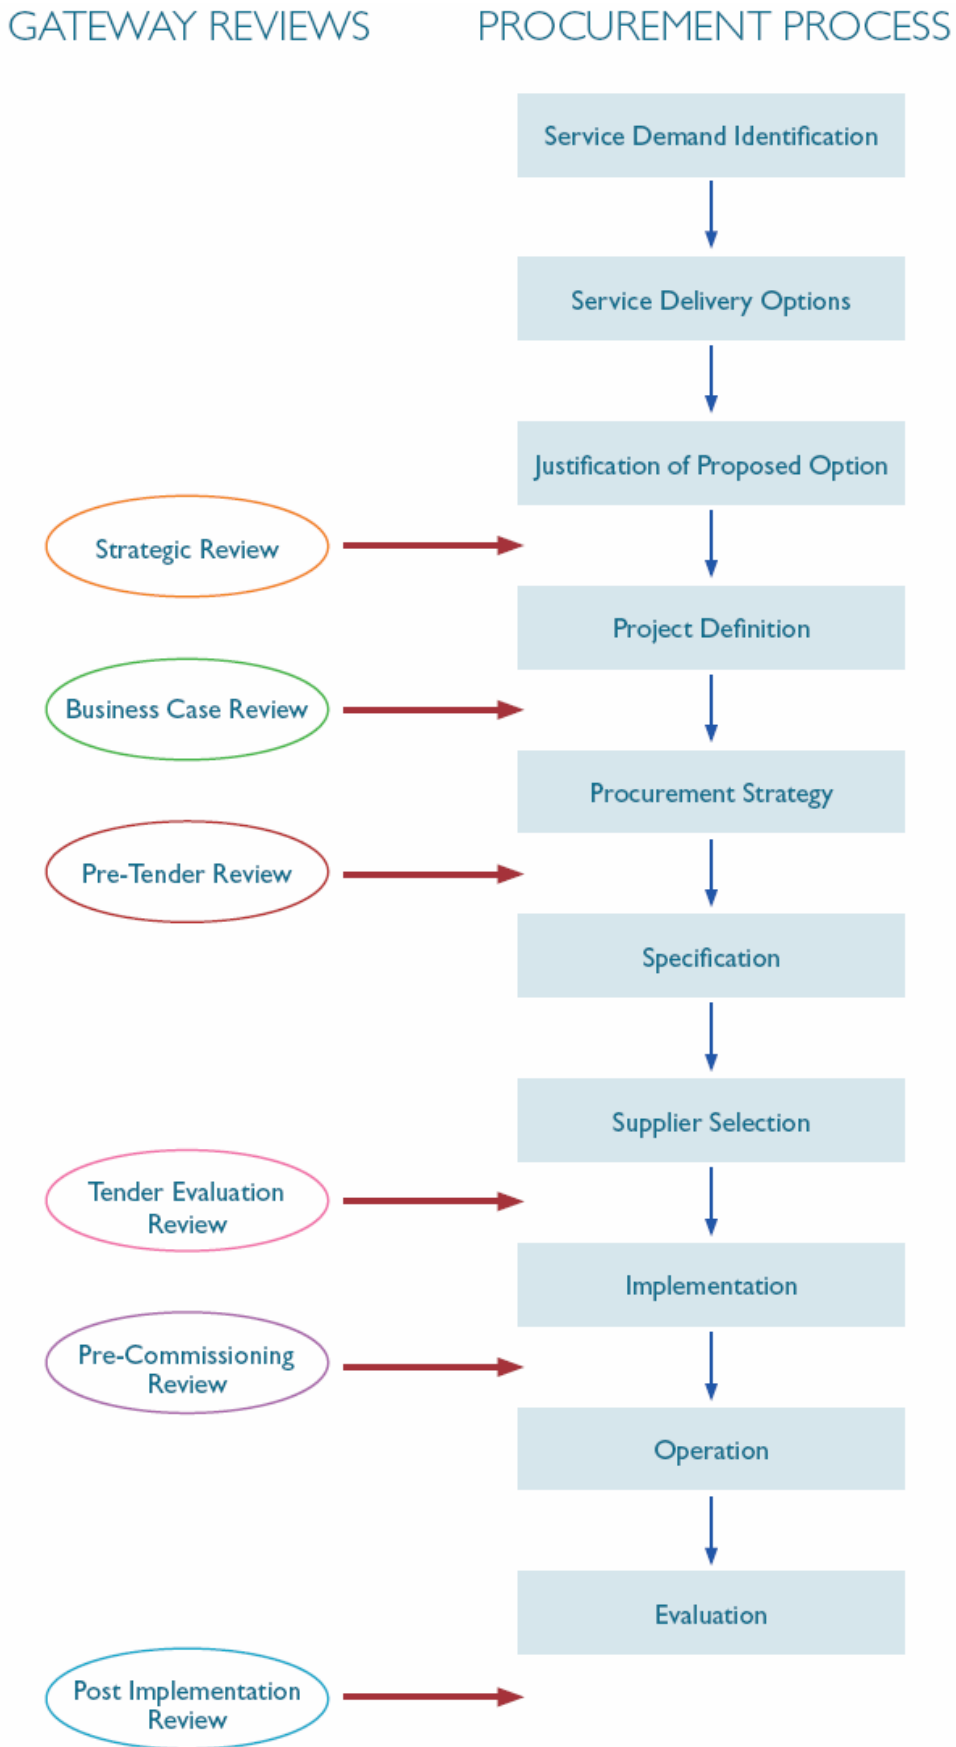 GATEWAY REVIEWS
PROCUREMENT PROCESS
Service Demand Identification
Service Delivery Options
Justification of Proposed Option
Strategic Review
Project Definition
Business Case Review
Procurement Strategy
Pre-Tender Review
Specification
Supplier Selection
Tender Evaluation
Review
Implementation
Pre-Commissioning
Review
Operation
Evaluation
Post Implementation
Review